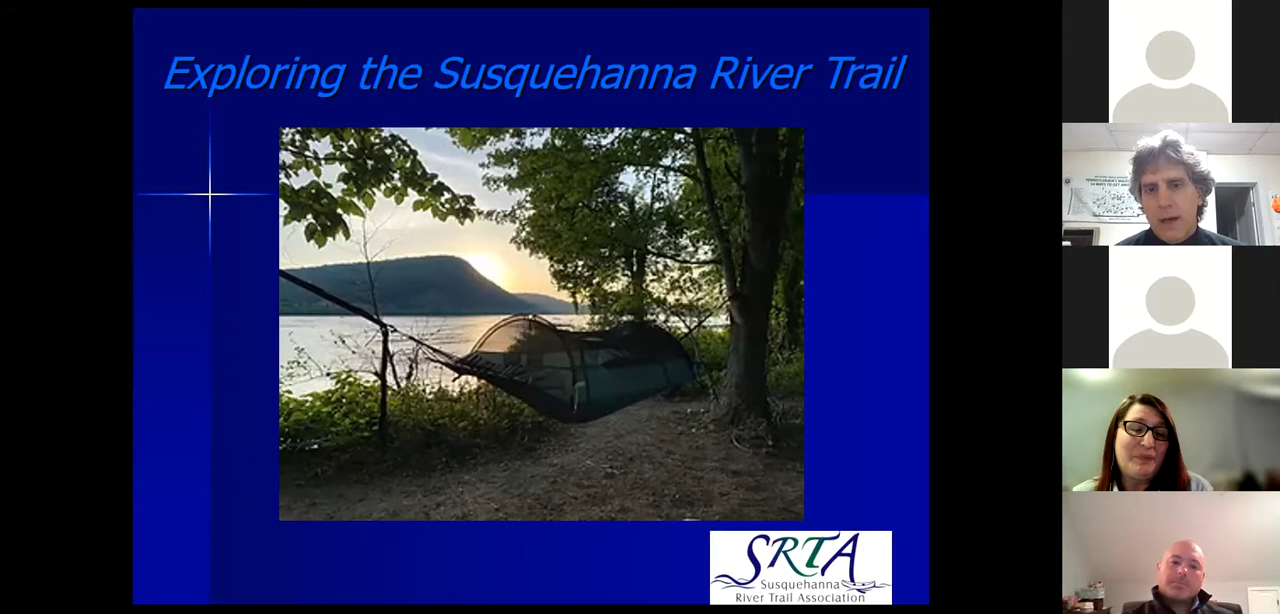 Exploring the Susquehanna River Trail
SRTA
Susquehanna
River Trail Association